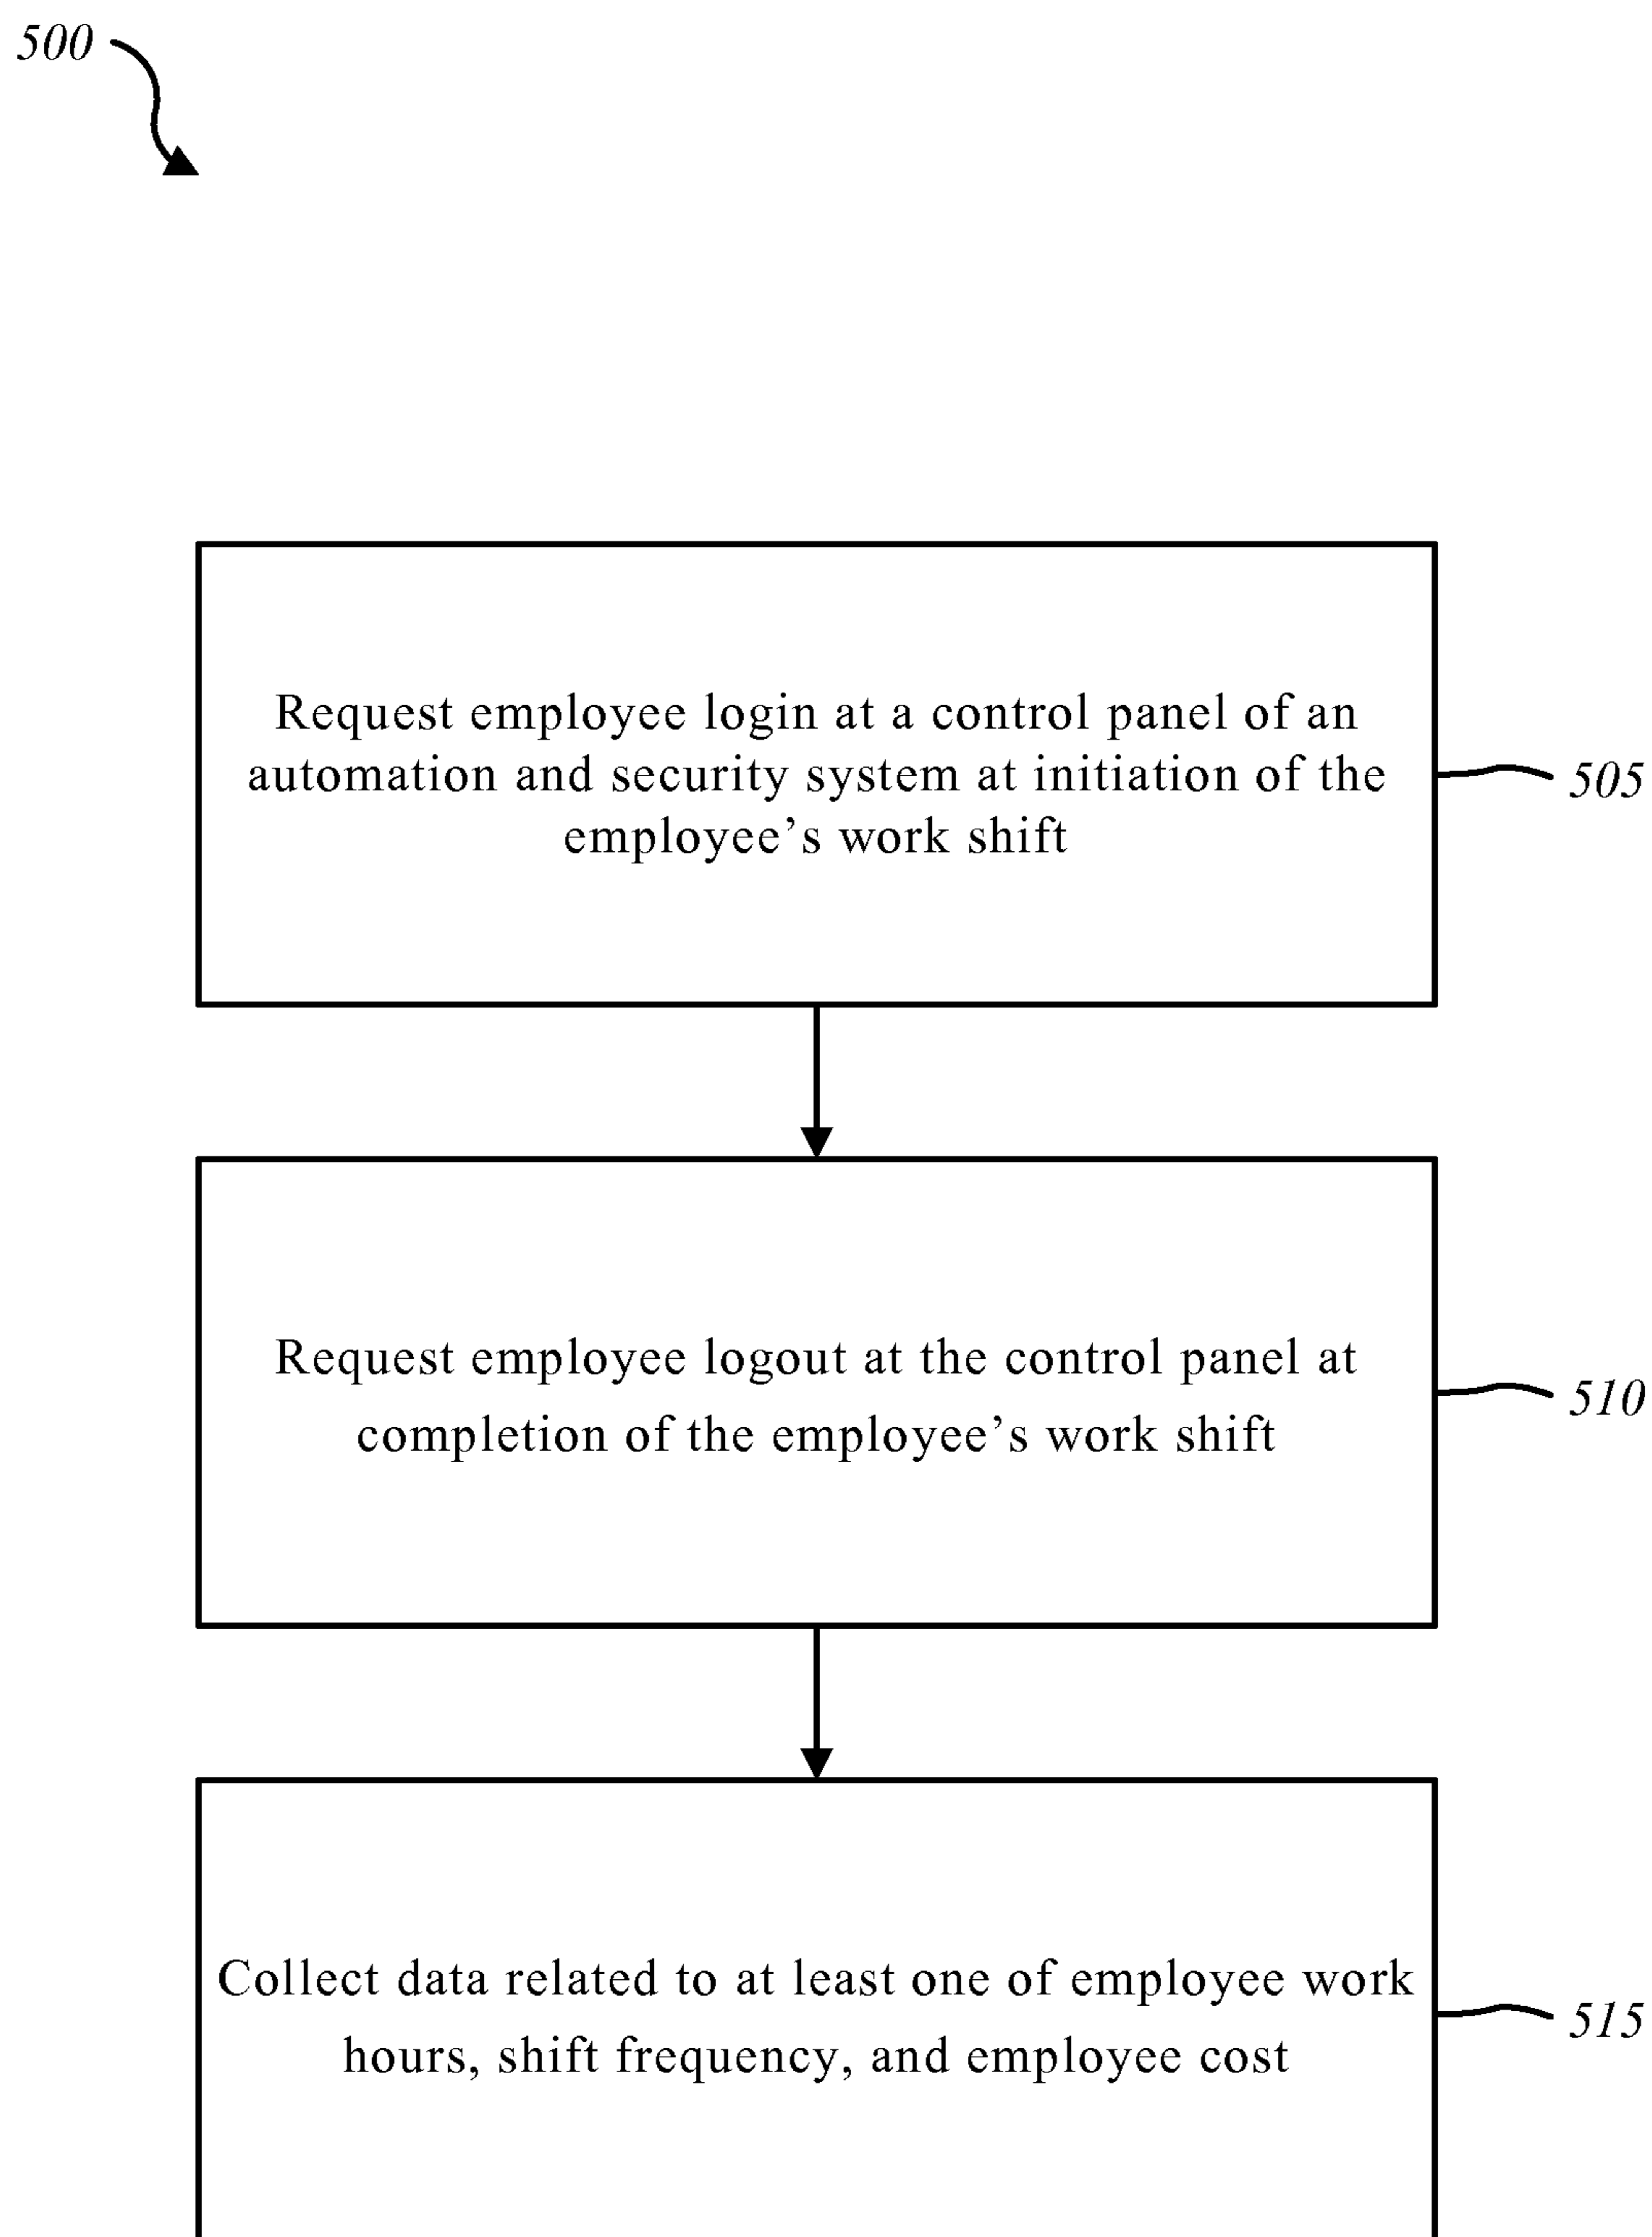 500
Request employee login at a control panel of an
automation and security system at initiation of the
employee’s work shift
505
Request employee logout at the control panel at
completion of the employee’s work shift
510
Collect data related to at least one of employee work
hours, shift frequency, and employee cost
515